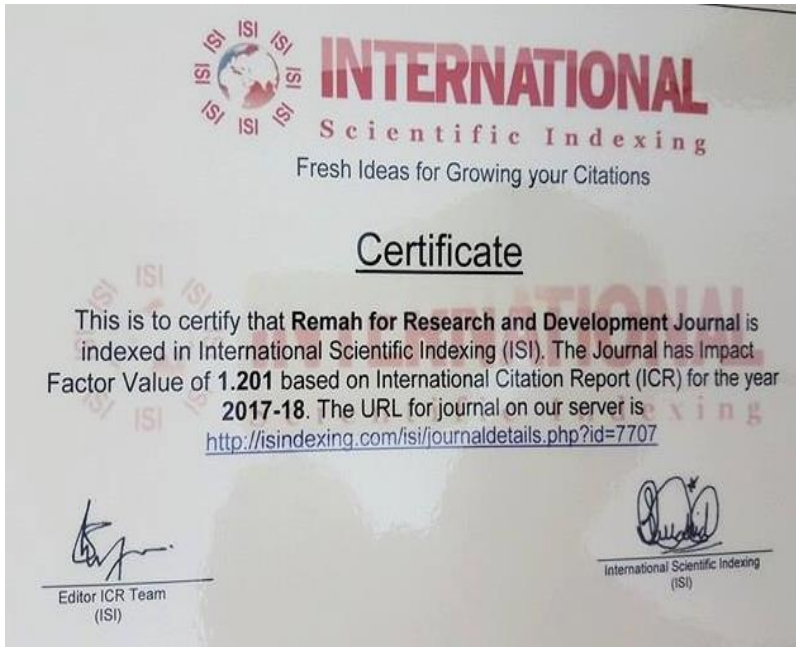 ISI ISI ISI ISI ISI ISI ISI ISI
INTERNATIONAL
Scientific Indexing
Fresh Ideas for Growing your Citations
Certificate
This is to certify that Remah for Research and Development Journal is
indexed in International Scientific Indexing (ISI). The Journal has Impact
Factor Value of 1.201 based on International Citation Report (ICR) for the year
2017-18. The URL for journal on our server is
http://isindexing.com/isi/journaldetails.php?id=7707
Editor ICR Team
(ISI)
International Scientific Indexing
(ISI)